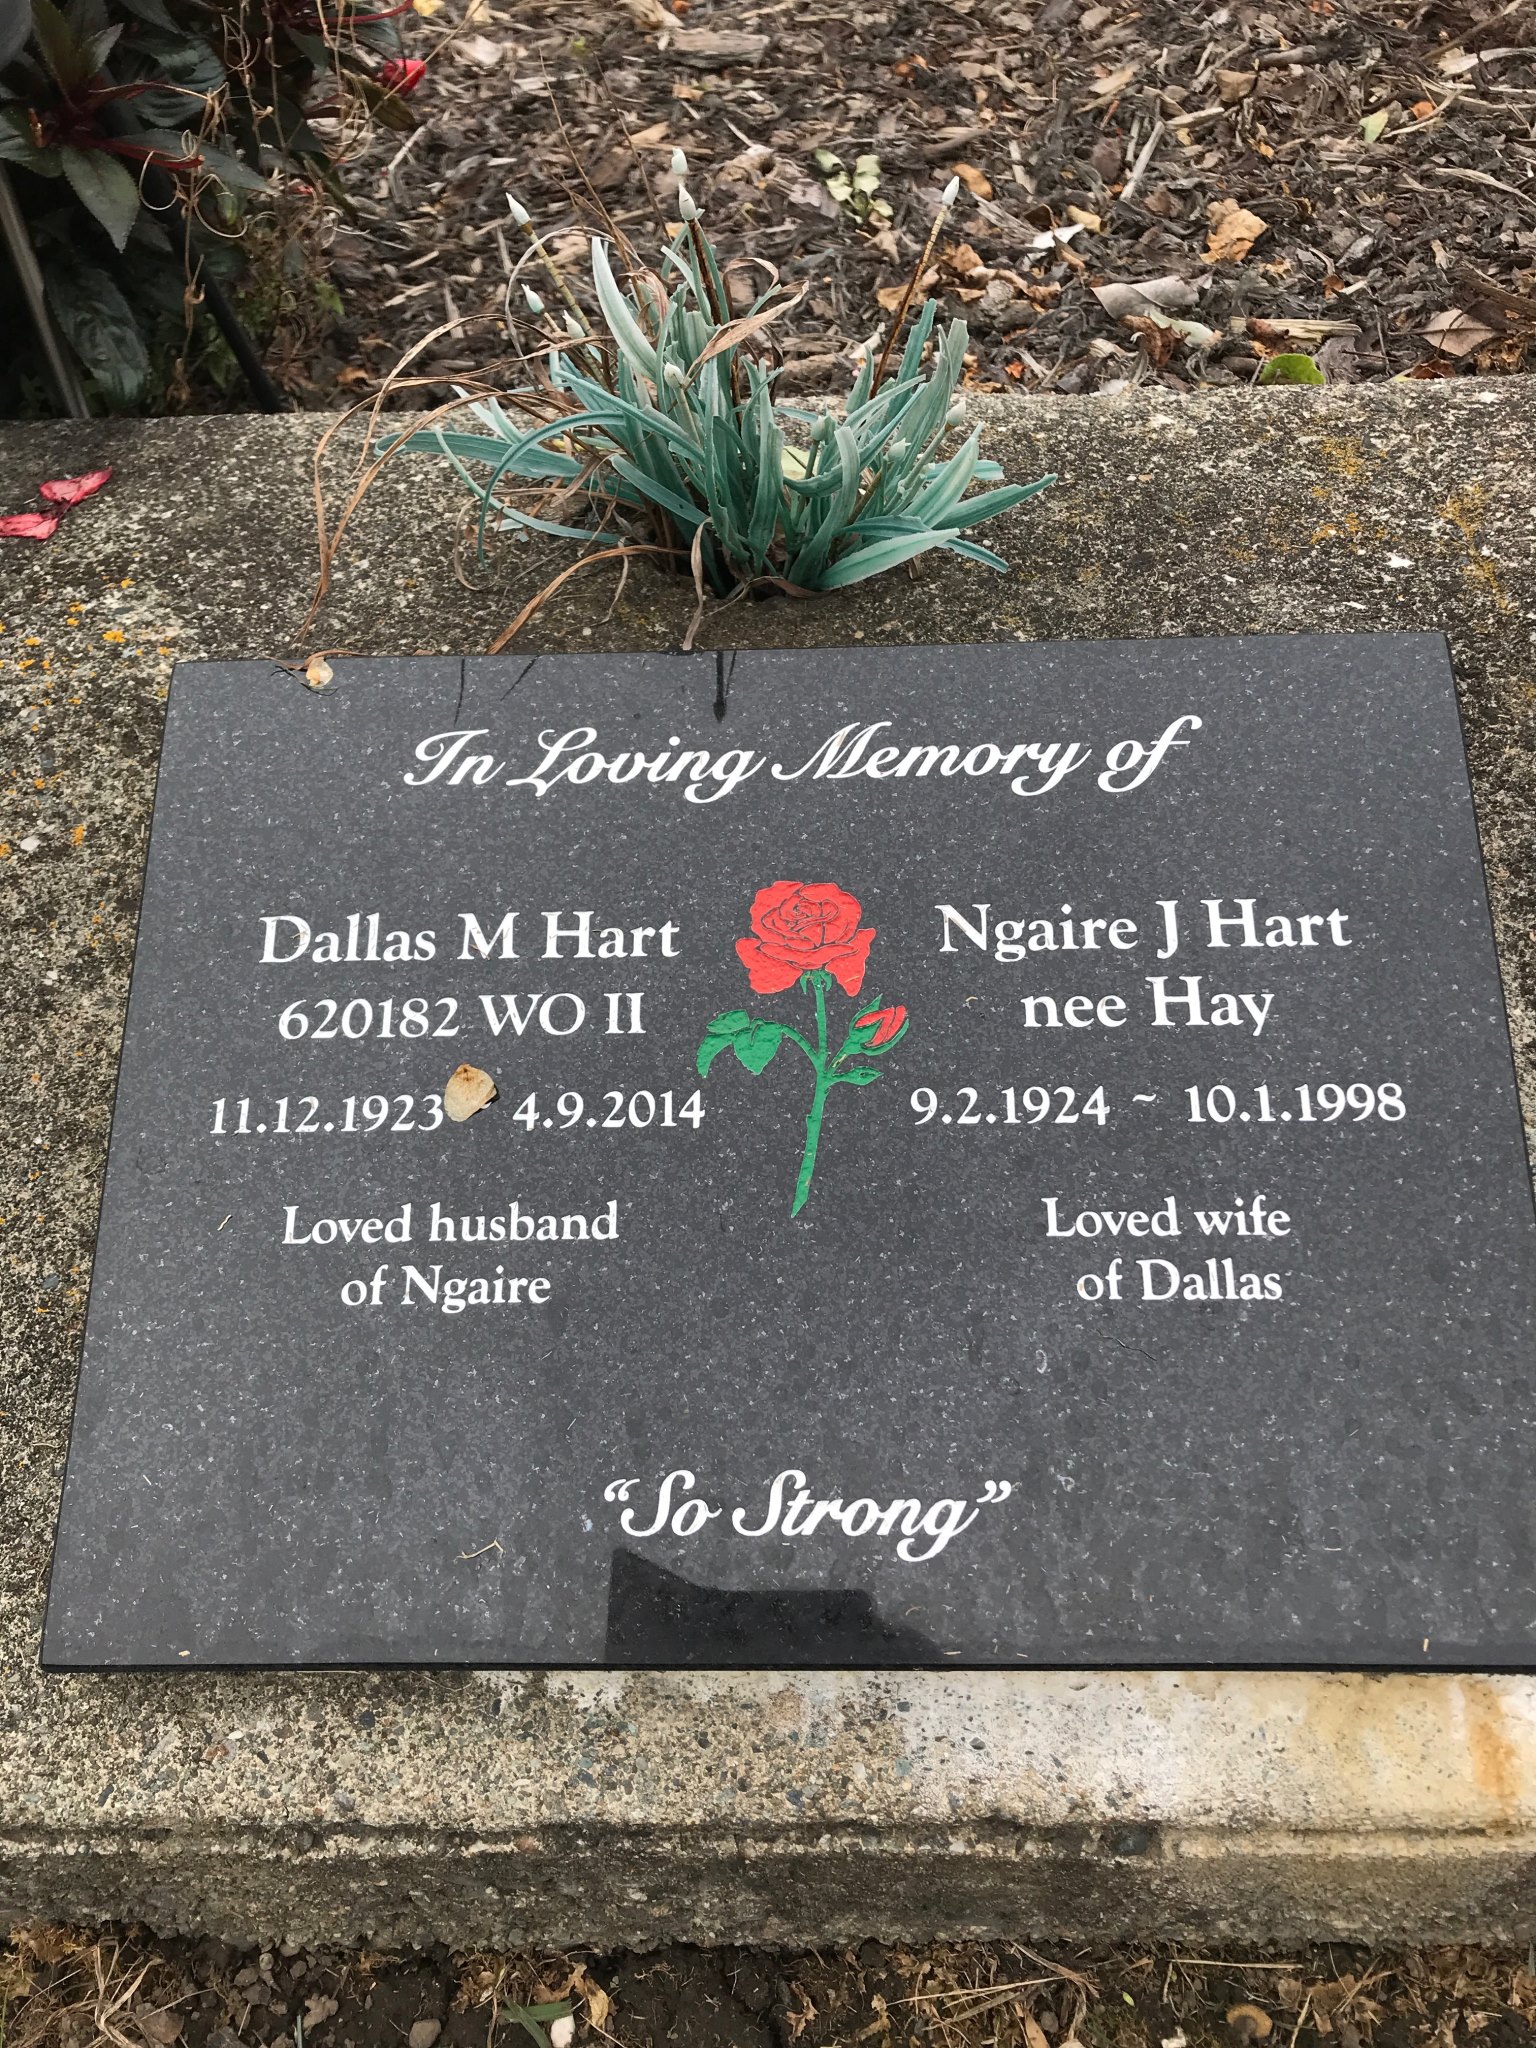 In Loving Memory of
Dallas M Hart
620182 WO II
11.12.1923 4.9.2014
Loved husband
of Ngaire
Ngaire J Hart
nee Hay
9.2.1924 ~ 10.1.1998
Loved wife
of Dallas
"So Strong"